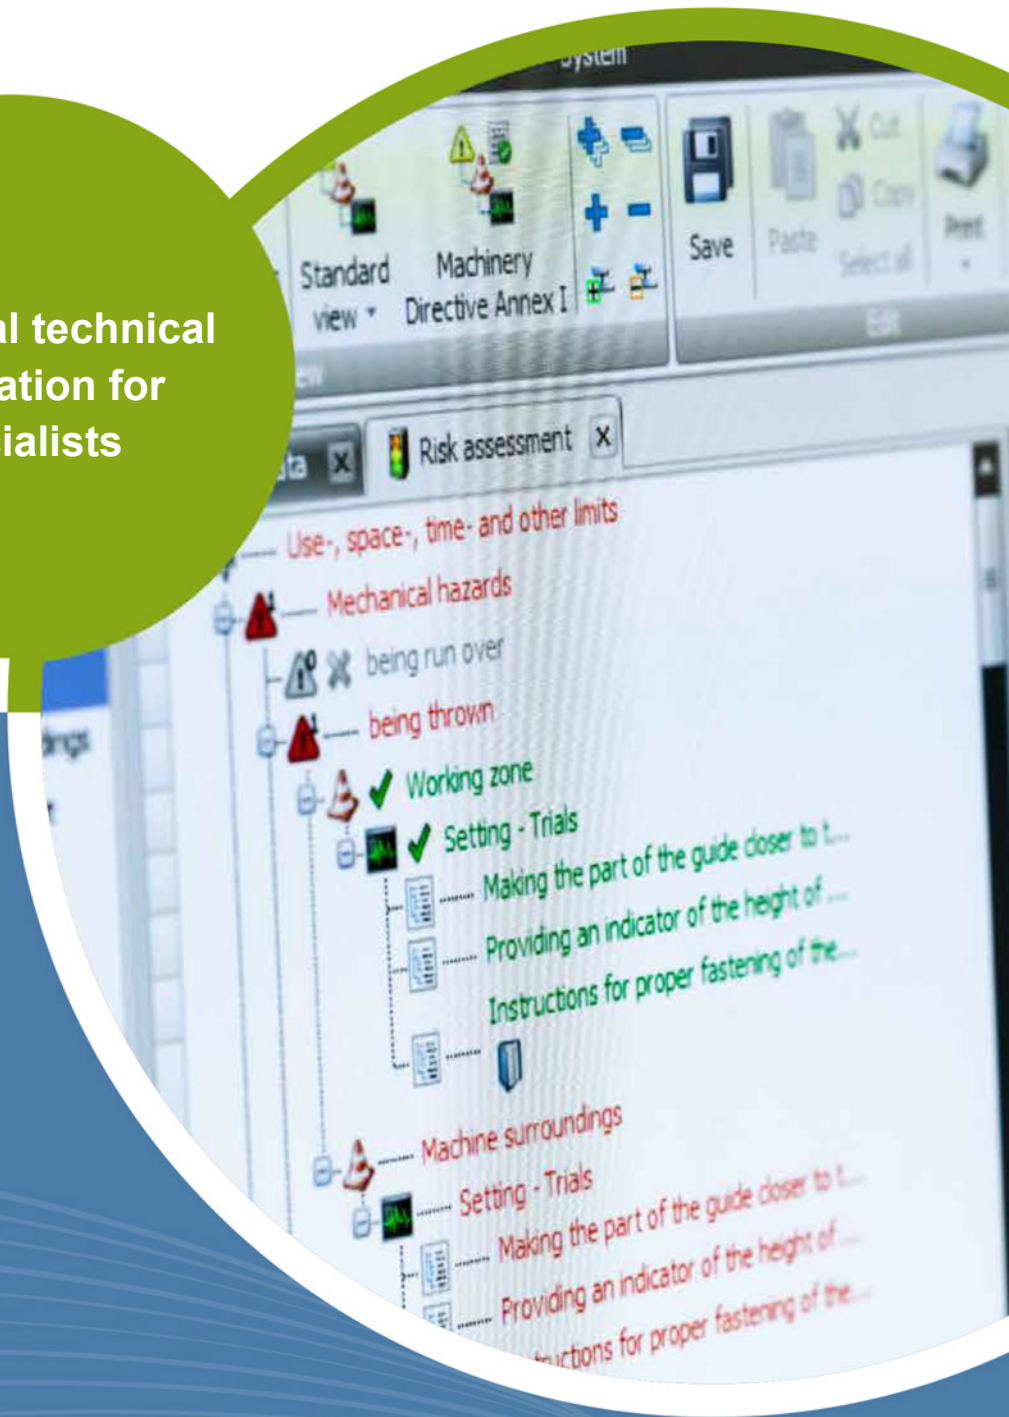 System
Standard
view
Machinery
Directive Annex I
Save
Paste
Cut
Copy
Select all
Print
Edit
al technical
ation for
cialists
Risk assessment
Use-, space-, time- and other limits
Mechanical hazards
being run over
being thrown
Working zone
Setting - Trials
Making the part of the guide closer to t...
Providing an indicator of the height of ...
Instructions for proper fastening of the...
Machine surroundings
Setting - Trials
Making the part of the guide closer to t...
Providing an indicator of the height of ...
ructions for proper fastening of the...